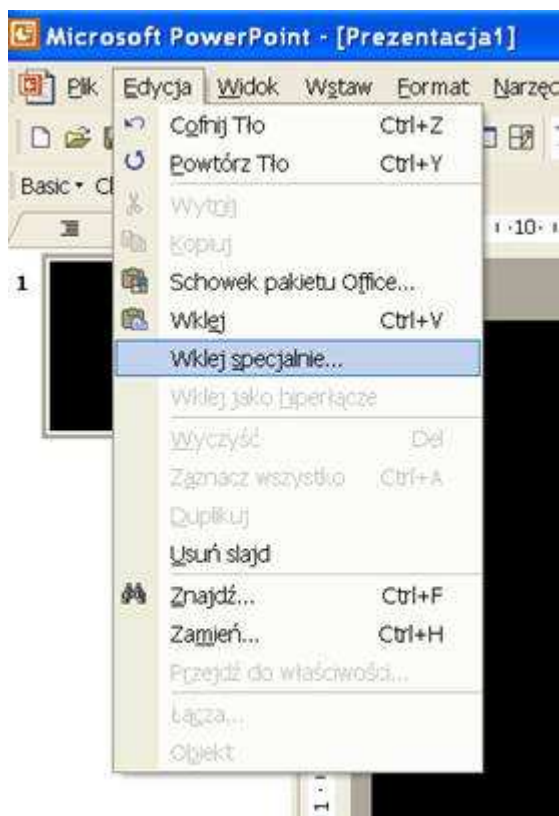 Microsoft PowerPoint - [Prezentacja1]
Plik Edycja Widok Wstaw Format Narzęd
Cofnij Tło Ctrl+Z
Powtórz Tło Ctrl+Y
Basic
Wytnij
Kopiuj
·10·
Schowek pakietu Office...
1
Wklej Ctrl+V
Wklej specjalnie...
Wklej jako hiperłącze
Wyczyść Del
Zaznacz wszystko Ctrl+A
Duplikuj
Usuń slajd
Znajdź... Ctrl+F
Zamień... Ctrl+H
Przejdź do właściwości...
Łącza...
Obiekt